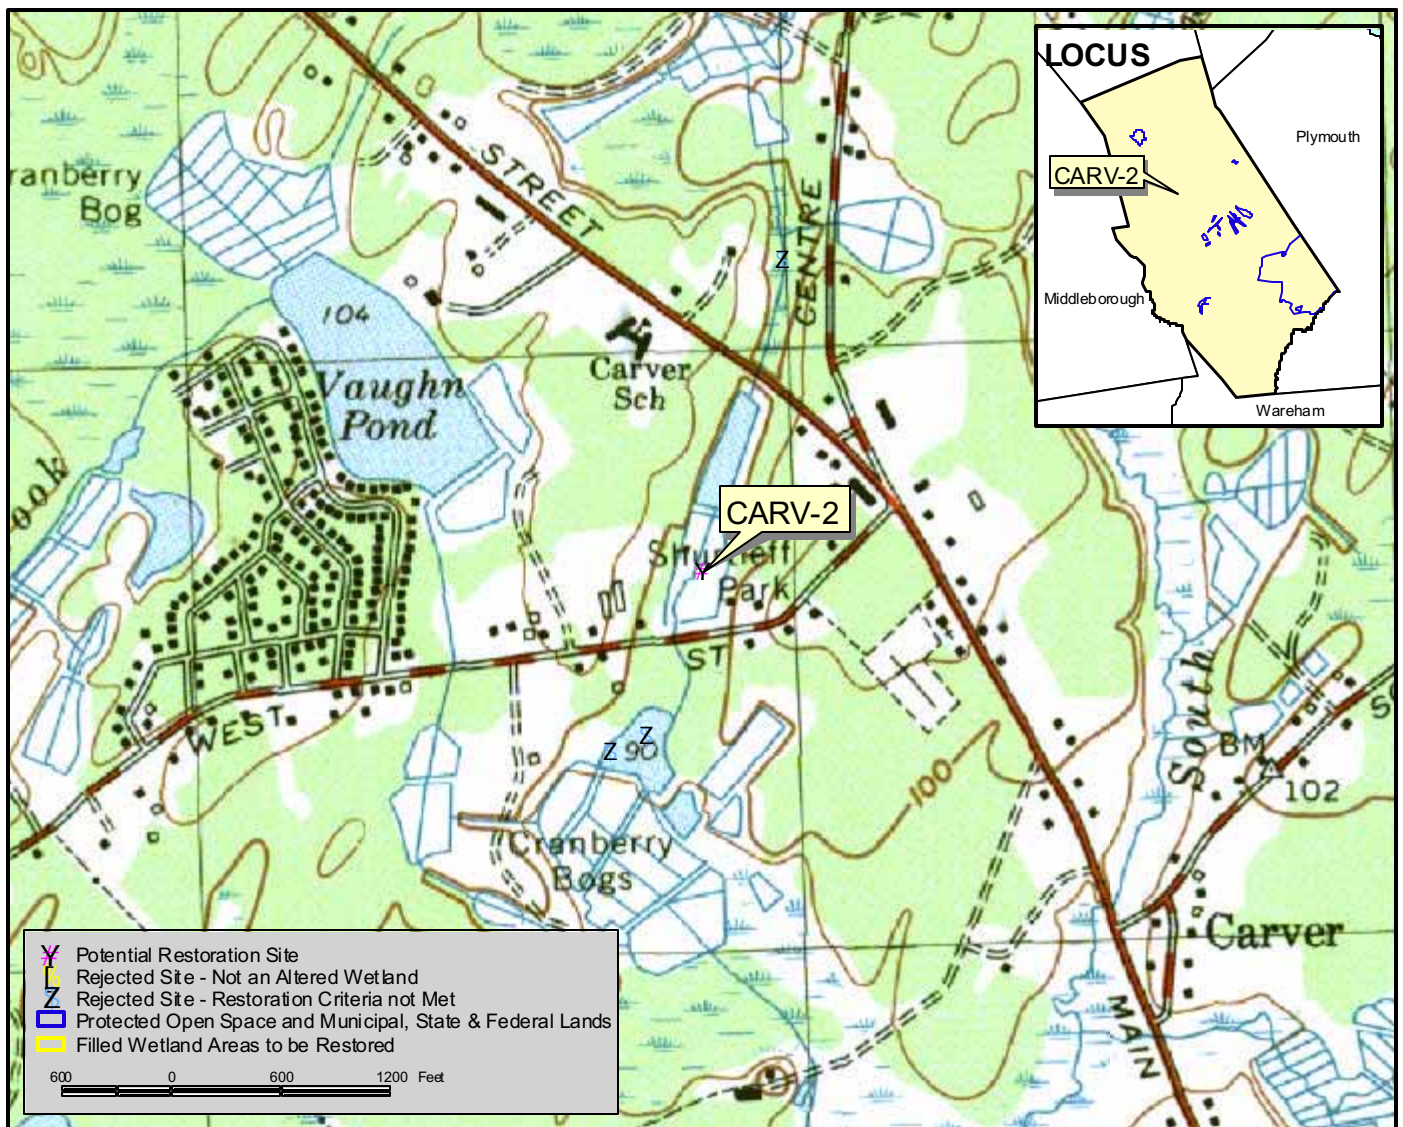 LOCUS
Plymouth
CARV-2
Middleborough
Wareham
STREET
CENTRE
ranberry
Bog
104
Vaughn
Pond
Carver
Sch
ook
CARV-2
Park
ST
WEST
90
100
South
BM
102
S
Cranberry
Bogs
Carver
MAIN
Y Potential Restoration Site
Rejected Site - Not an Altered Wetland
Z Rejected Site - Restoration Criteria not Met
Protected Open Space and Municipal, State & Federal Lands
Filled Wetland Areas to be Restored
600 0 600 1200 Feet
Z
Y
Z Z